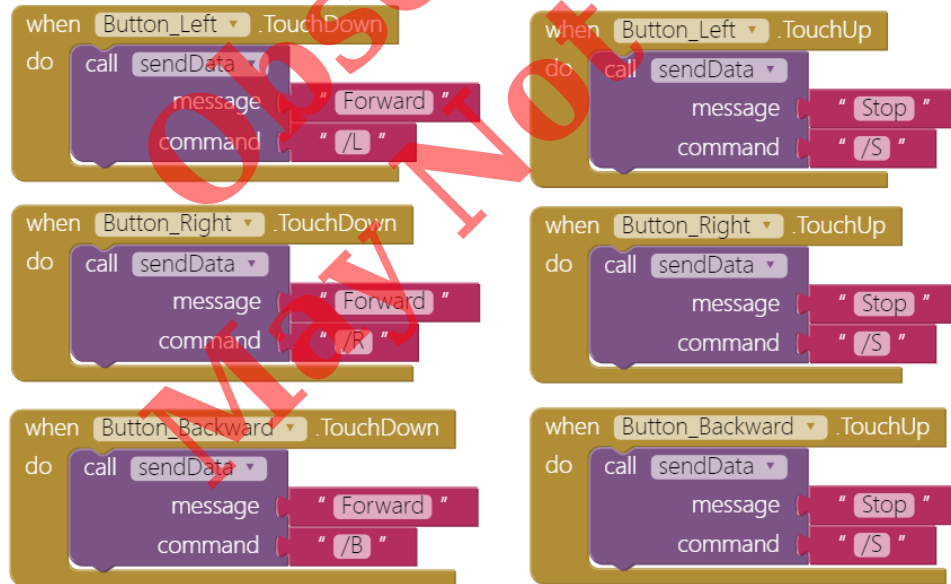 when Button_Left .TouchDown
do call sendData
message " Forward "
command " /L "
when Button_Left .TouchUp
do call sendData
message " Stop "
command " /S "
when Button_Right .TouchDown
do call sendData
message " Forward "
command " /R "
when Button_Right .TouchUp
do call sendData
message " Stop "
command " /S "
when Button_Backward .TouchDown
do call sendData
message " Forward "
command " /B "
when Button_Backward .TouchUp
do call sendData
message " Stop "
command " /S "
May Not